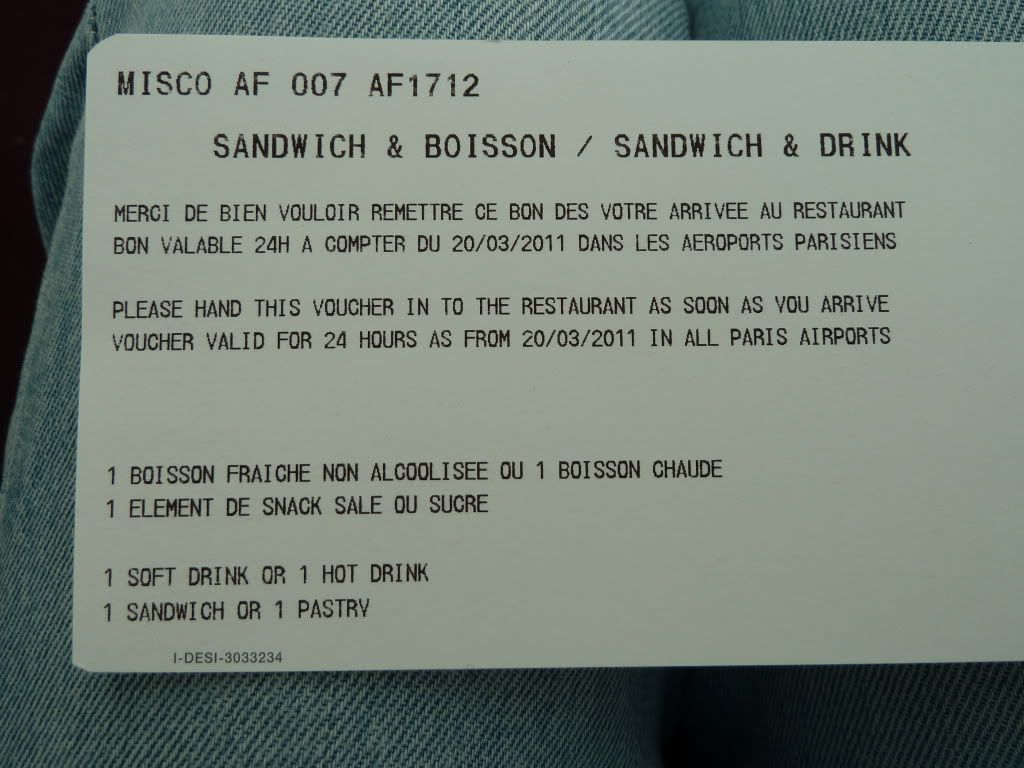 MISCO AF 007 AF1712
SANDWICH & BOISSON / SANDWICH & DRINK
MERCI DE BIEN VOULOIR REMETTRE CE BON DES VOTRE ARRIVEE AU RESTAURANT
BON VALABLE 24H A COMPTER DU 20/03/2011 DANS LES AEROPORTS PARISIENS
PLEASE HAND THIS VOUCHER IN TO THE RESTAURANT AS SOON AS YOU ARRIVE
VOUCHER VALID FOR 24 HOURS AS FROM 20/03/2011 IN ALL PARIS AIRPORTS
1 BOISSON FRAICHE NON ALCOOLISEE OU 1 BOISSON CHAUDE
1 ELEMENT DE SNACK SALE OU SUCRE
1 SOFT DRINK OR 1 HOT DRINK
1 SANDWICH OR 1 PASTRY
I-DESI-3033234